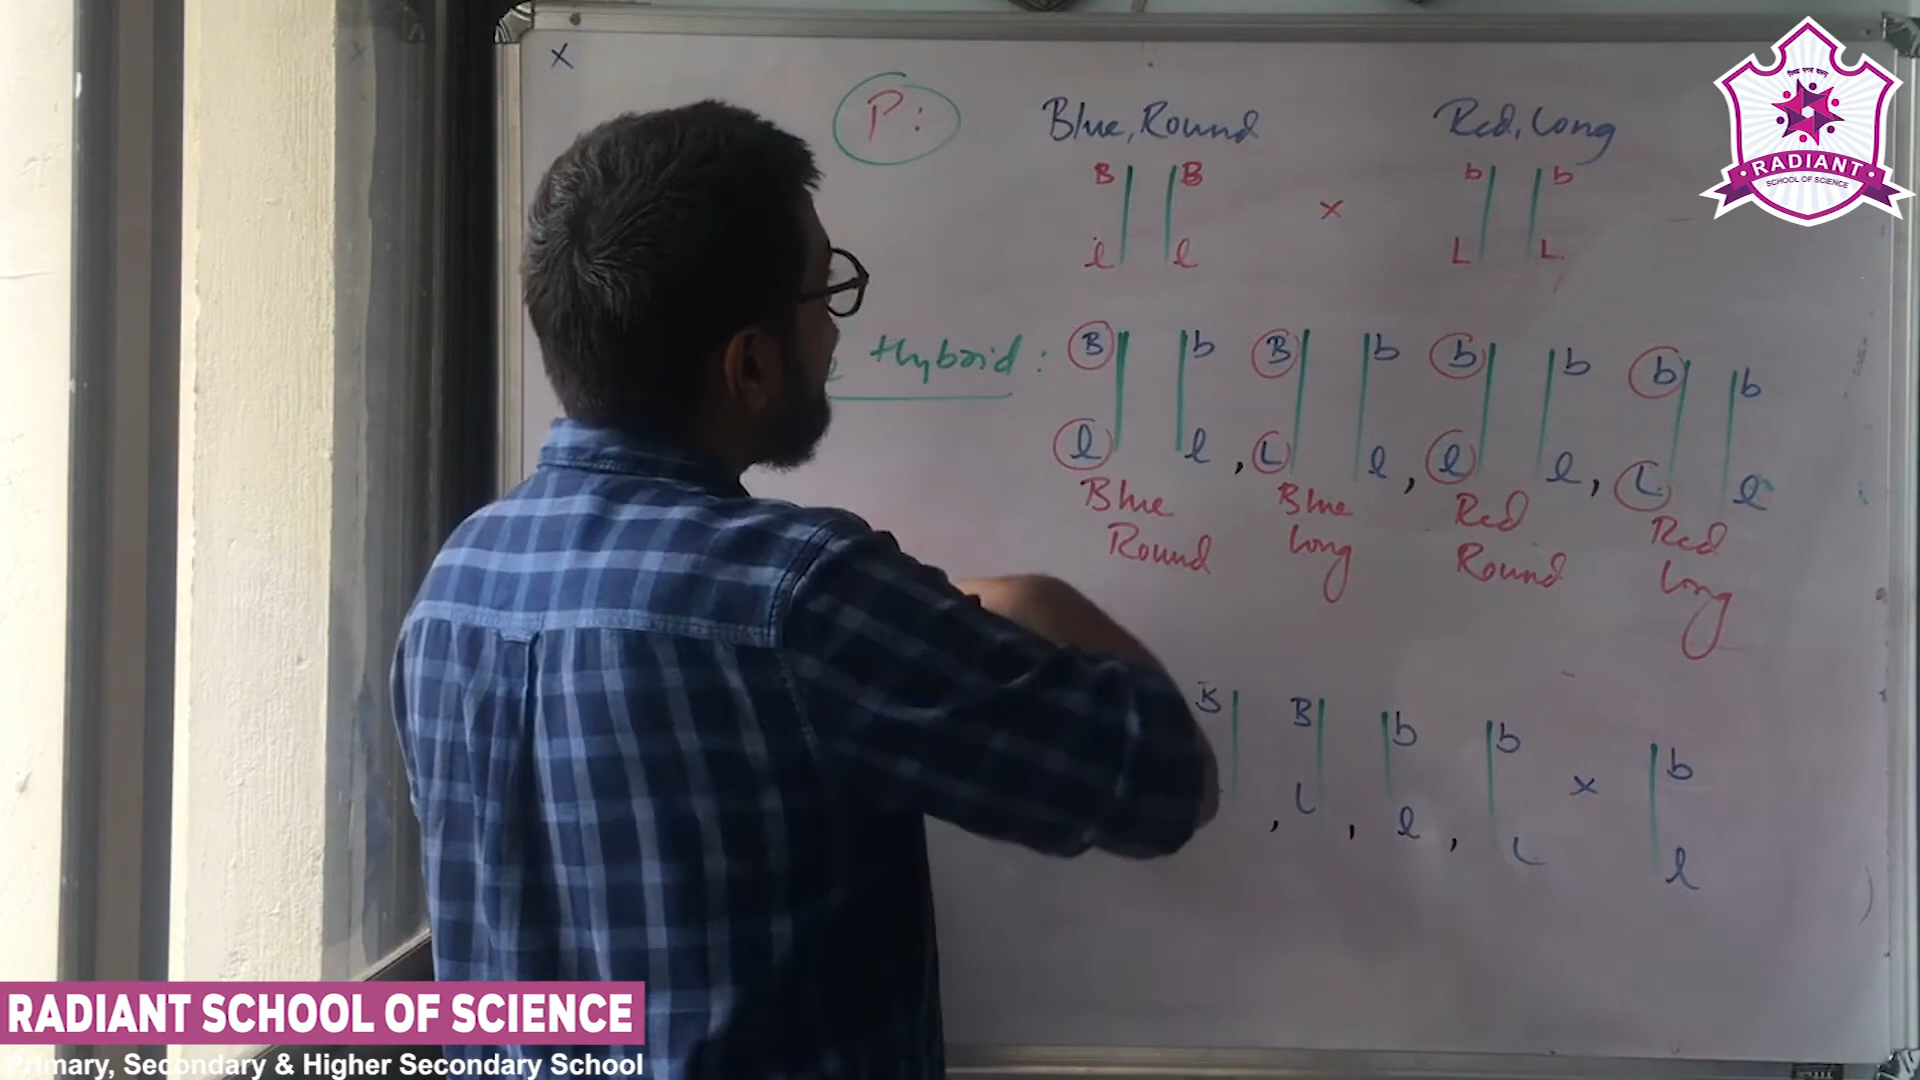 x
P: Blue, Round Red, Long
B B b b
x
l l L L
Hybrid : B b B b b b b b
l l , L l , l l , L l
Blue Blue Red Red
Round Long Round Long
B B b b x b
, L , l , L l
RADIANT
SCHOOL OF SCIENCE
RADIANT SCHOOL OF SCIENCE
Primary, Secondary & Higher Secondary School